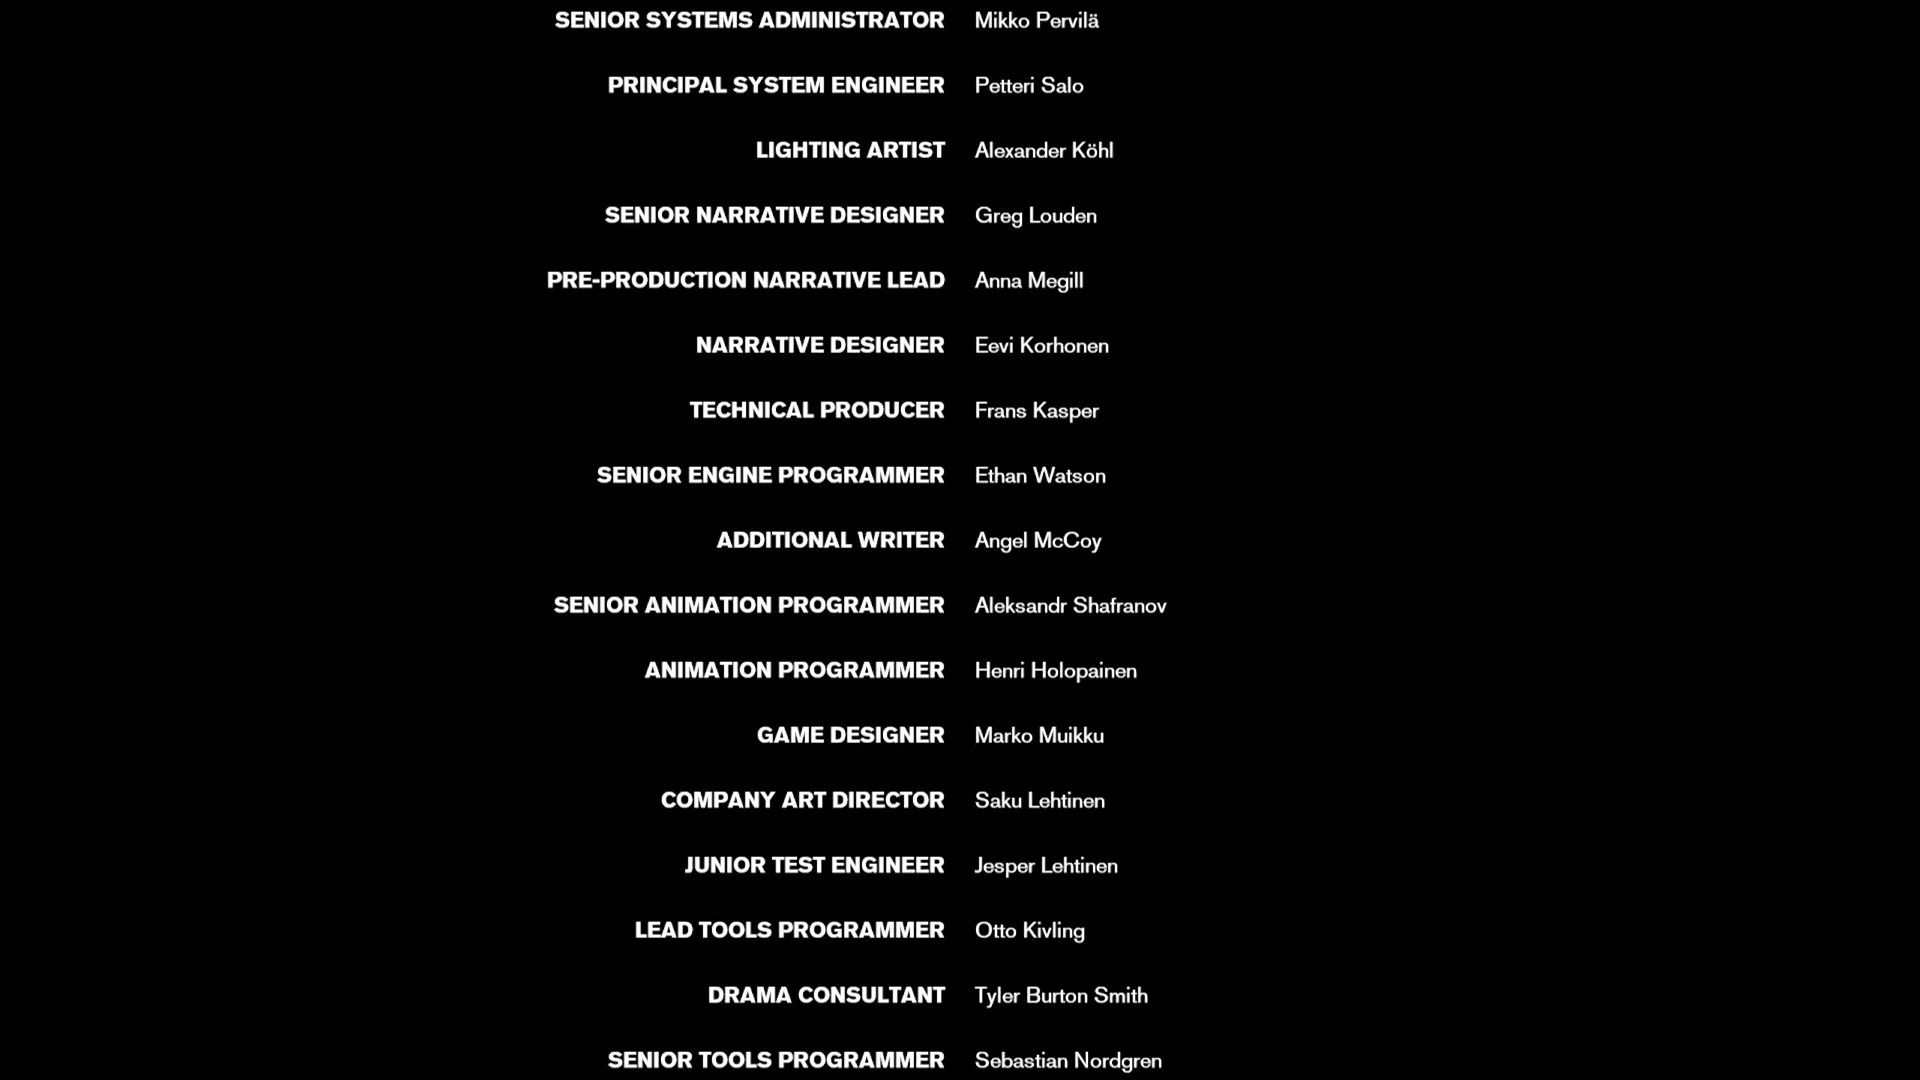 SENIOR SYSTEMS ADMINISTRATOR Mikko Pervilä
PRINCIPAL SYSTEM ENGINEER Petteri Salo
LIGHTING ARTIST Alexander Köhl
SENIOR NARRATIVE DESIGNER Greg Louden
PRE-PRODUCTION NARRATIVE LEAD Anna Megill
NARRATIVE DESIGNER Eevi Korhonen
TECHNICAL PRODUCER Frans Kasper
SENIOR ENGINE PROGRAMMER Ethan Watson
ADDITIONAL WRITER Angel McCoy
SENIOR ANIMATION PROGRAMMER Aleksandr Shafranov
ANIMATION PROGRAMMER Henri Holopainen
GAME DESIGNER Marko Muikku
COMPANY ART DIRECTOR Saku Lehtinen
JUNIOR TEST ENGINEER Jesper Lehtinen
LEAD TOOLS PROGRAMMER Otto Kivling
DRAMA CONSULTANT Tyler Burton Smith
SENIOR TOOLS PROGRAMMER Sebastian Nordgren